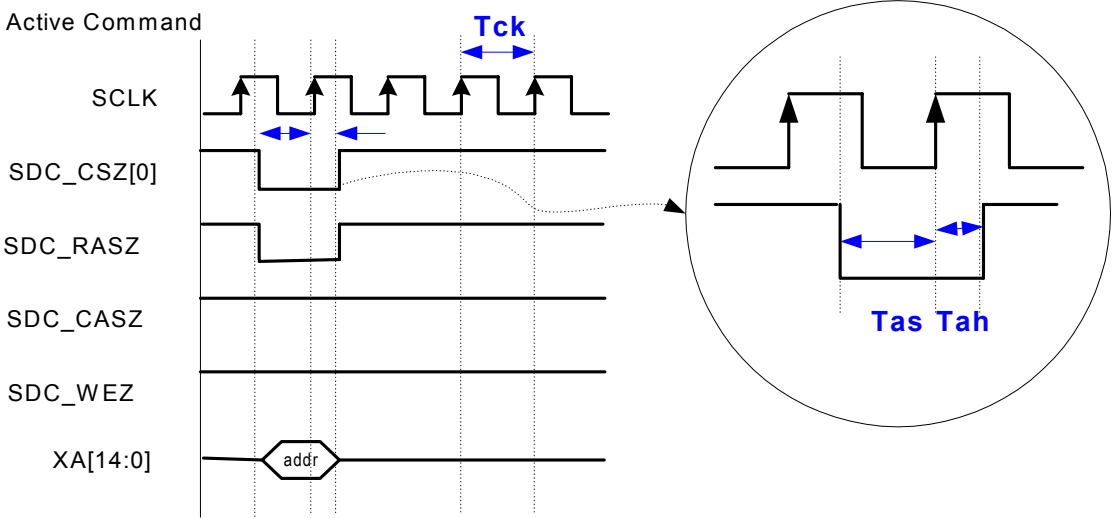 Active Command
Tck
SCLK
SDC_CSZ[0]
SDC_RASZ
SDC_CASZ
SDC_WEZ
XA[14:0]
addr
Tas Tah